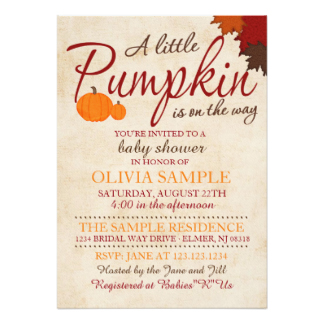 A little
Pumpkin
is on the way
YOU'RE INVITED TO A
baby shower
IN HONOR OF
OLIVIA SAMPLE
SATURDAY, AUGUST 22TH
4:00 in the afternoon
THE SAMPLE RESIDENCE
1234 BRIDAL WAY DRIVE - ELMER, NJ 08318
RSVP: JANE AT 123.123.1234
Hosted by the Jane and Jill
Registered at Babies"R"Us